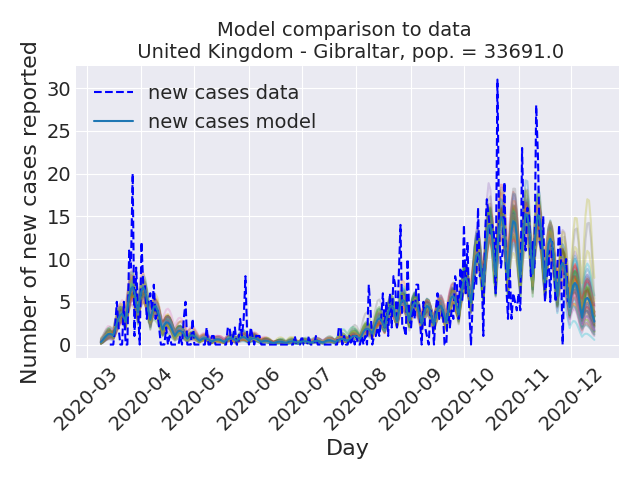 Model comparison to data
United Kingdom - Gibraltar, pop. = 33691.0
Number of new cases reported
30
25
20
15
10
5
0
new cases data
new cases model
2020-03
2020-04
2020-05
2020-06
2020-07
2020-08
2020-09
2020-10
2020-11
2020-12
Day